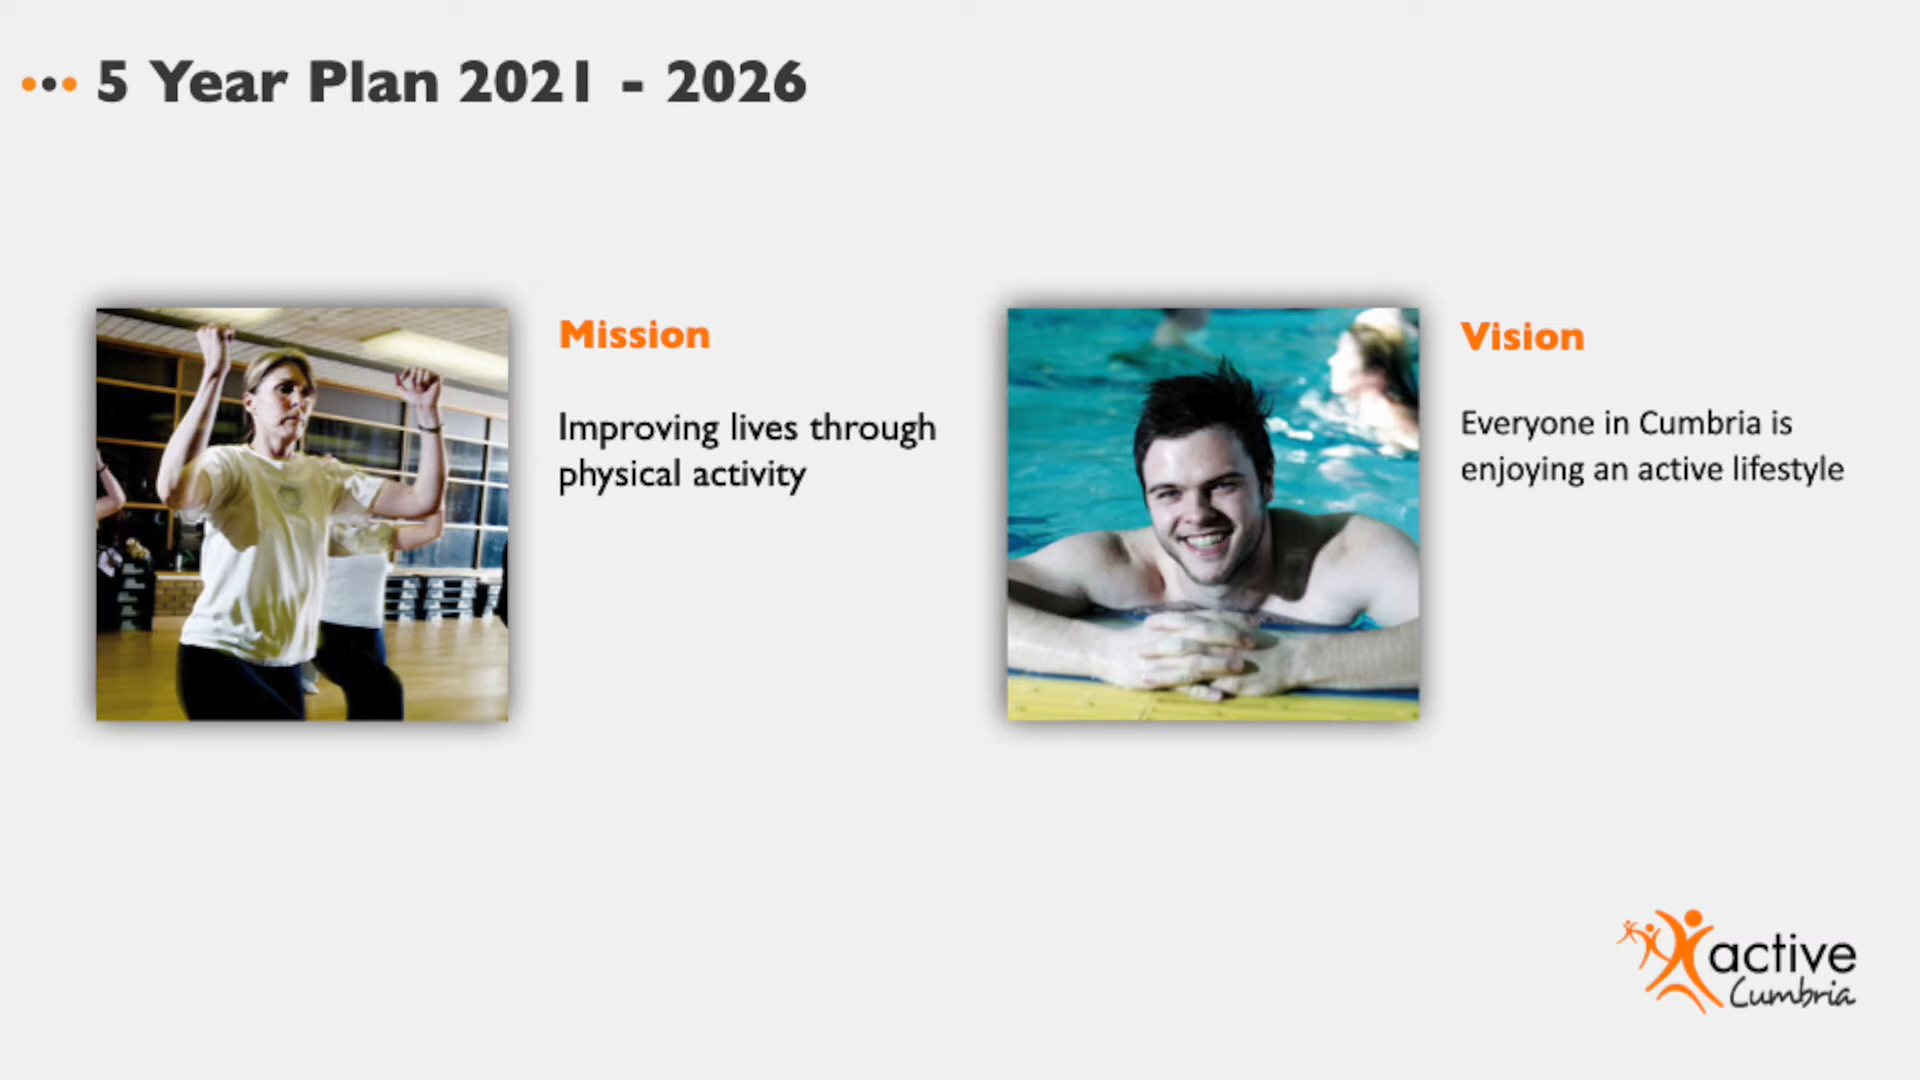 5 Year Plan 2021 - 2026
Mission
Improving lives through
physical activity
Vision
Everyone in Cumbria is
enjoying an active lifestyle
active
Cumbria